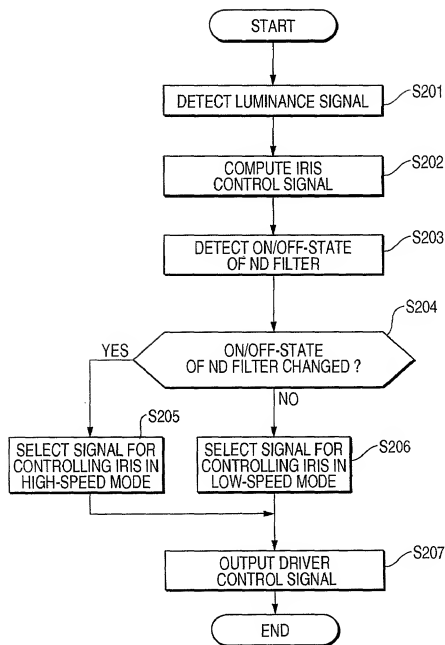 START
S201
DETECT LUMINANCE SIGNAL
S202
COMPUTE IRIS
CONTROL SIGNAL
S203
DETECT ON/OFF-STATE
OF ND FILTER
S204
YES
ON/OFF-STATE
OF ND FILTER CHANGED ?
NO
S205
SELECT SIGNAL FOR
CONTROLLING IRIS IN
HIGH-SPEED MODE
S206
SELECT SIGNAL FOR
CONTROLLING IRIS IN
LOW-SPEED MODE
S207
OUTPUT DRIVER
CONTROL SIGNAL
END